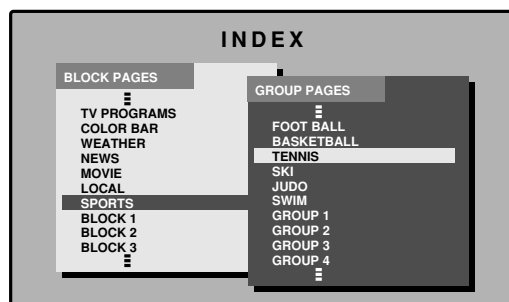 INDEX
BLOCK PAGES
TV PROGRAMS
COLOR BAR
WEATHER
NEWS
MOVIE
LOCAL
SPORTS
BLOCK 1
BLOCK 2
BLOCK 3
GROUP PAGES
FOOT BALL
BASKETBALL
TENNIS
SKI
JUDO
SWIM
GROUP 1
GROUP 2
GROUP 3
GROUP 4